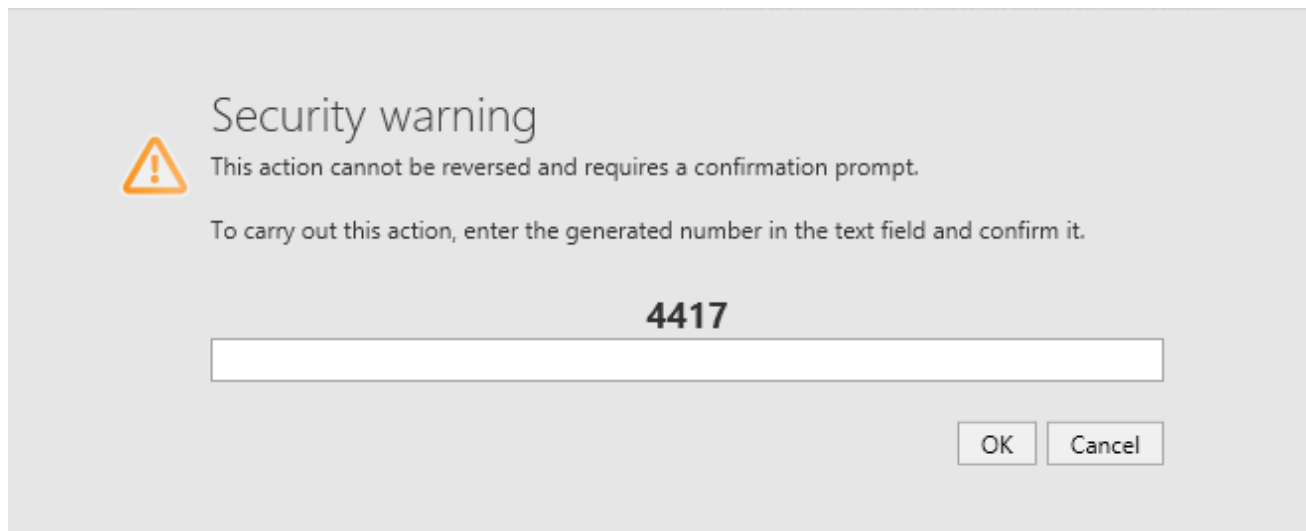 Security warning
This action cannot be reversed and requires a confirmation prompt.
To carry out this action, enter the generated number in the text field and confirm it.
4417
OK
Cancel